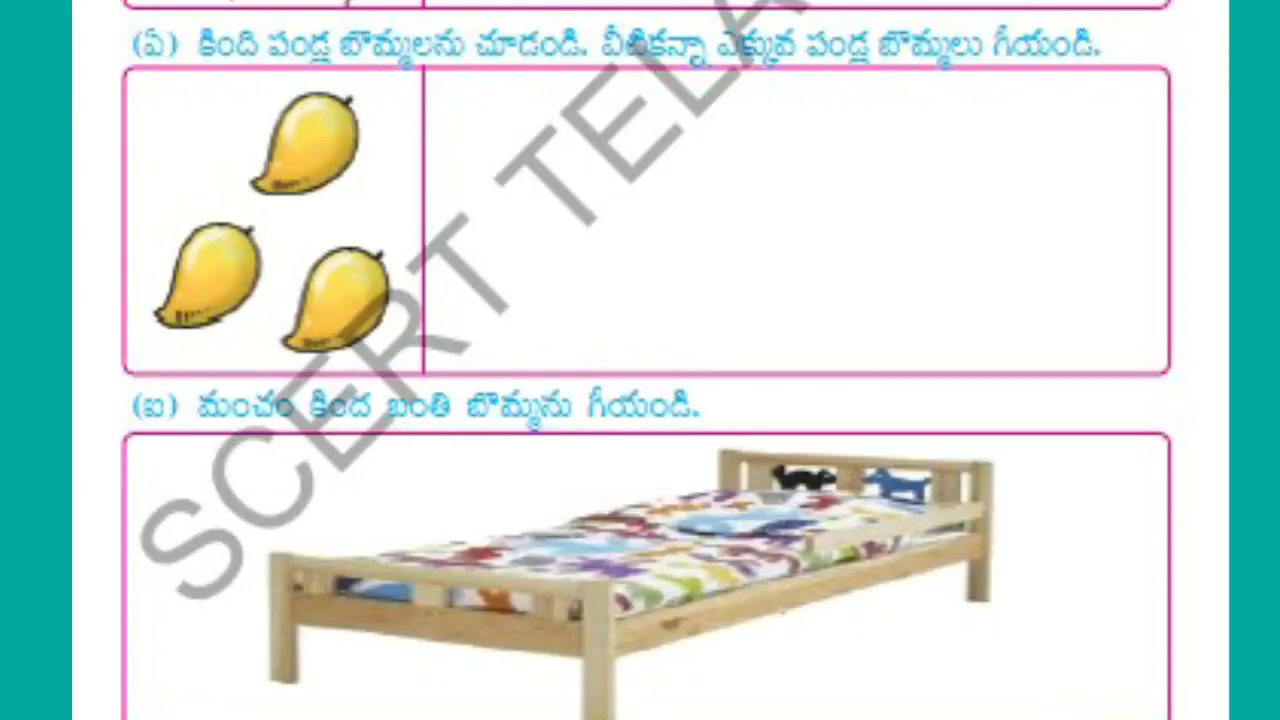 (ఏ) కింది పండ్ల బొమ్మలను చూడండి. వీటికన్నా ఎక్కువ పండ్ల బొమ్మలు గీయండి.
(ఐ) మంచం కింద బంతి బొమ్మను గీయండి.
SCERT TELA